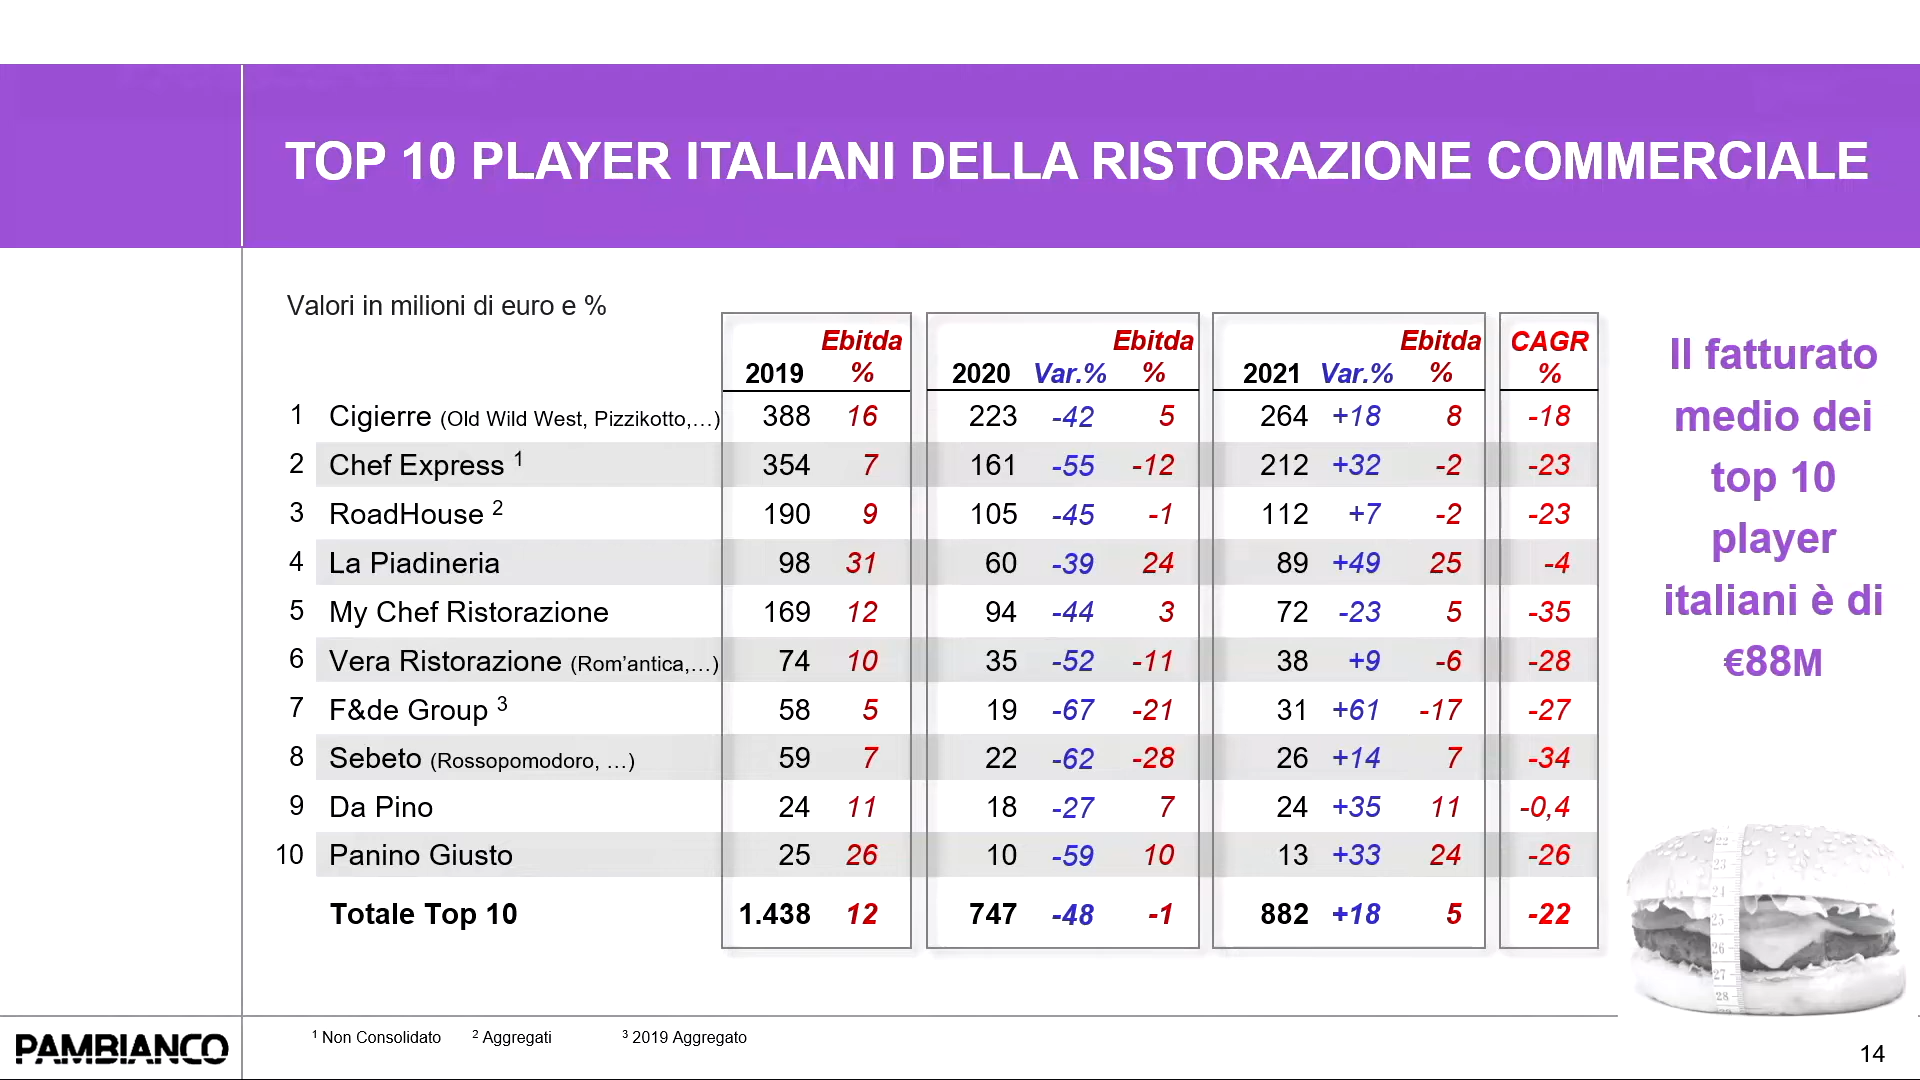 TOP 10 PLAYER ITALIANI DELLA RISTORAZIONE COMMERCIALE
Valori in milioni di euro e %
2019 Ebitda % 2020 Var.% Ebitda % 2021 Var.% Ebitda % CAGR %
1 Cigierre (Old Wild West, Pizzikotto,…) 388 16 223 -42 5 264 +18 8 -18
2 Chef Express ¹ 354 7 161 -55 -12 212 +32 -2 -23
3 RoadHouse ² 190 9 105 -45 -1 112 +7 -2 -23
4 La Piadineria 98 31 60 -39 24 89 +49 25 -4
5 My Chef Ristorazione 169 12 94 -44 3 72 -23 5 -35
6 Vera Ristorazione (Rom’antica,…) 74 10 35 -52 -11 38 +9 -6 -28
7 F&de Group ³ 58 5 19 -67 -21 31 +61 -17 -27
8 Sebeto (Rossopomodoro, …) 59 7 22 -62 -28 26 +14 7 -34
9 Da Pino 24 11 18 -27 7 24 +35 11 -0,4
10 Panino Giusto 25 26 10 -59 10 13 +33 24 -26
Totale Top 10 1.438 12 747 -48 -1 882 +18 5 -22
Il fatturato
medio dei
top 10
player
italiani è di
€88M
22
23
24
25
26
27
28
¹ Non Consolidato ² Aggregati ³ 2019 Aggregato
PAMBIANCO
14